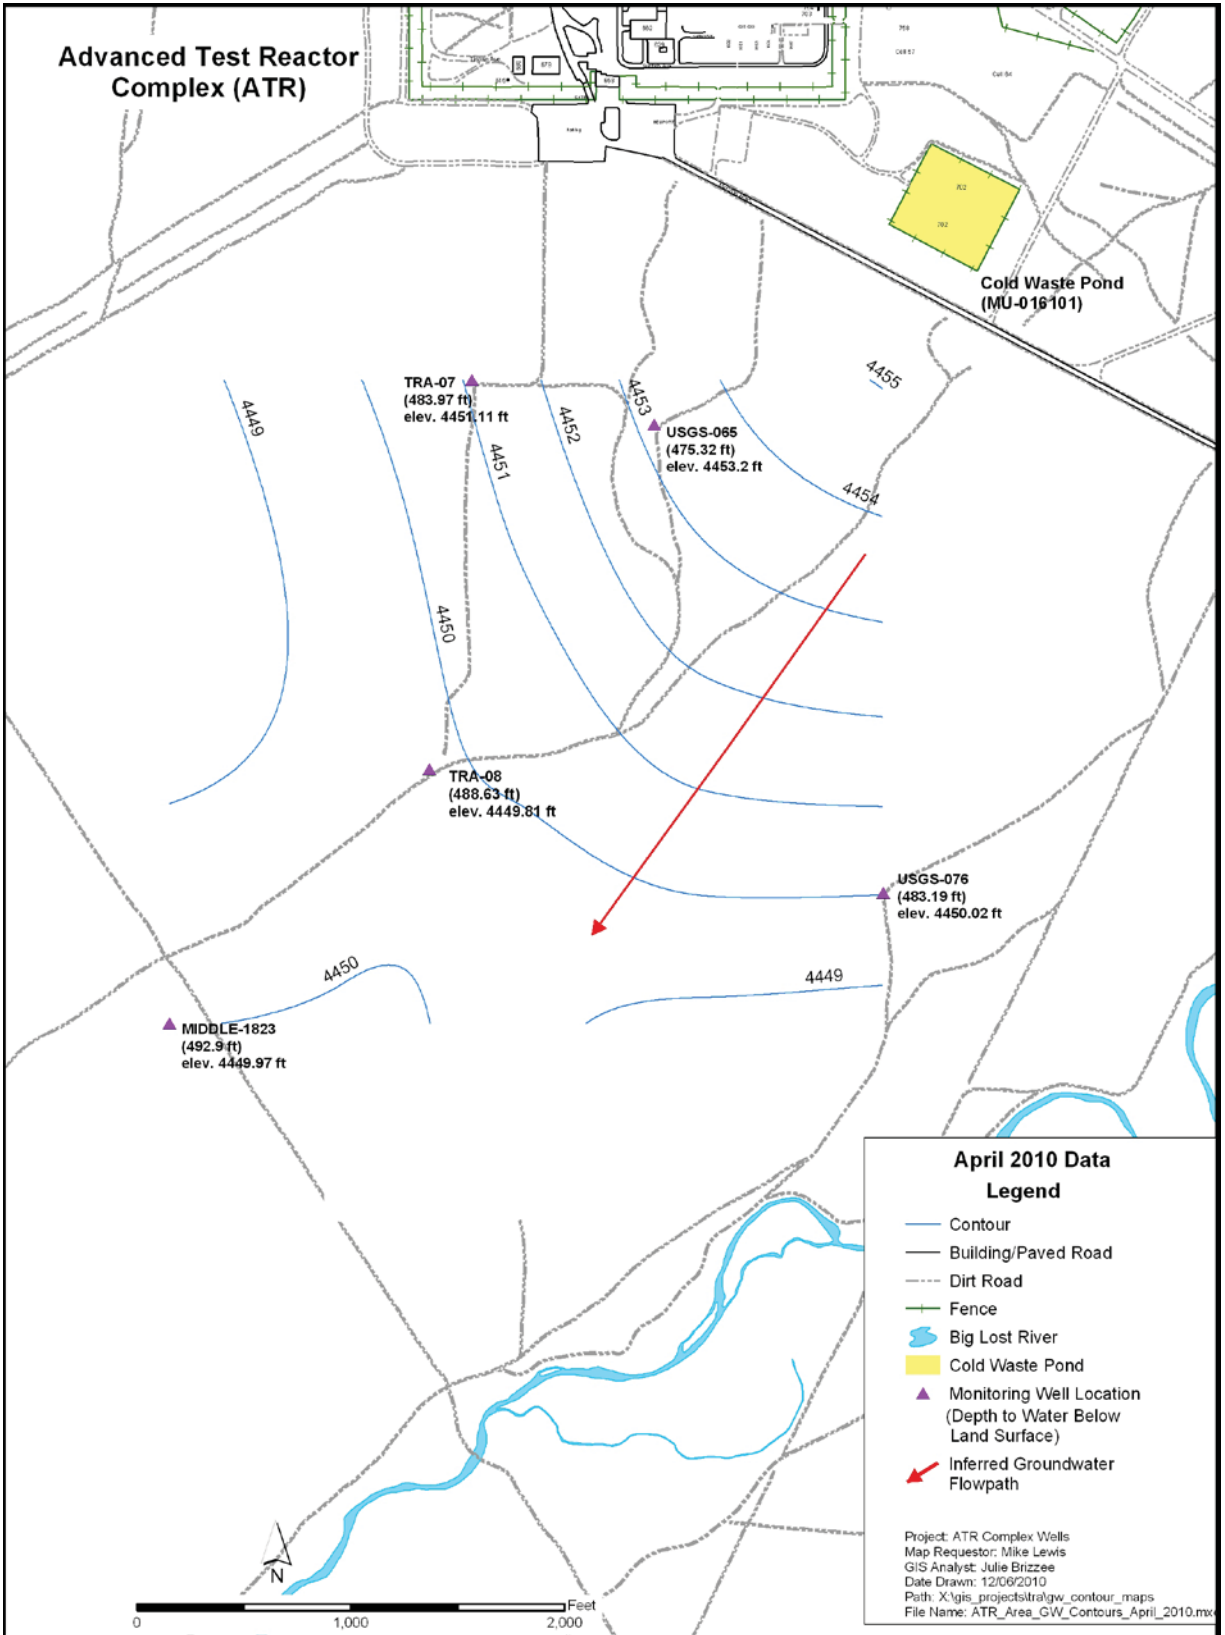 Advanced Test Reactor
Complex (ATR)
702
702
Cold Waste Pond
(MU-016101)
4455
TRA-07
(483.97 ft)
elev. 4451.11 ft
4449
4451
4452
4453
USGS-065
(475.32 ft)
elev. 4453.2 ft
4454
4450
TRA-08
(488.63 ft)
elev. 4449.81 ft
USGS-076
(483.19 ft)
elev. 4450.02 ft
4450
4449
MIDDLE-1823
(492.9 ft)
elev. 4449.97 ft
April 2010 Data
Legend
Contour
Building/Paved Road
Dirt Road
Fence
Big Lost River
Cold Waste Pond
Monitoring Well Location
(Depth to Water Below
Land Surface)
Inferred Groundwater
Flowpath
Project: ATR Complex Wells
Map Requestor: Mike Lewis
GIS Analyst: Julie Brizzee
Date Drawn: 12/06/2010
Path: X:\gis_projects\tra\gw_contour_maps
File Name: ATR_Area_GW_Contours_April_2010.mx
N
Feet
0 1,000 2,000